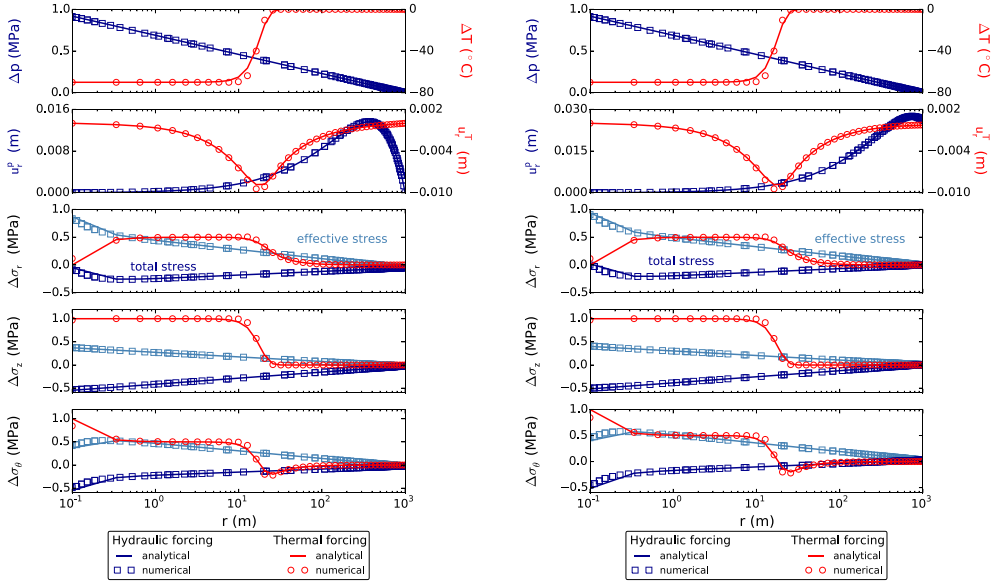 1.0 0.5 0.0
Δp (MPa)
0 −40 −80
ΔT (°C)
0.016 0.008 0.000
u_r^p (m)
0.002 −0.004 −0.010
u_r^T (m)
1.0 0.5 0.0 −0.5
Δσ_r (MPa)
effective stress
total stress
1.0 0.5 0.0 −0.5
Δσ_z (MPa)
1.0 0.5 0.0 −0.5
Δσ_θ (MPa)
10^-1 10^0 10^1 10^2 10^3
r (m)
Hydraulic forcing Thermal forcing
analytical analytical
numerical numerical
1.0 0.5 0.0
Δp (MPa)
0 −40 −80
ΔT (°C)
0.030 0.015 0.000
u_r^p (m)
0.002 −0.004 −0.010
u_r^T (m)
1.0 0.5 0.0 −0.5
Δσ_r (MPa)
effective stress
total stress
1.0 0.5 0.0 −0.5
Δσ_z (MPa)
1.0 0.5 0.0 −0.5
Δσ_θ (MPa)
10^-1 10^0 10^1 10^2 10^3
r (m)
Hydraulic forcing Thermal forcing
analytical analytical
numerical numerical